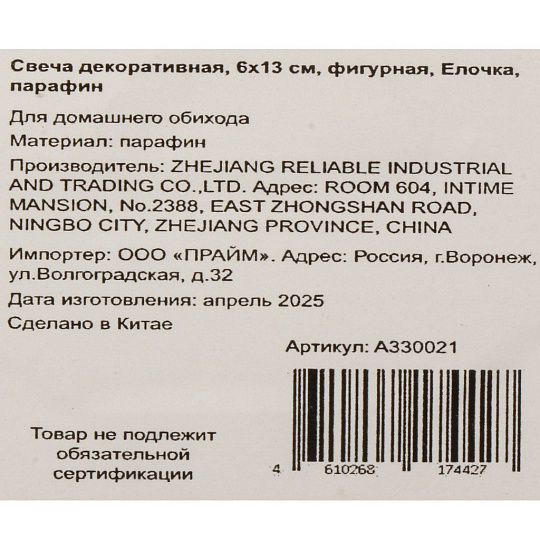 Свеча декоративная, 6х13 см, фигурная, Елочка,
парафин
Для домашнего обихода
Материал: парафин
Производитель: ZHEJIANG RELIABLE INDUSTRIAL
AND TRADING CO.,LTD. Адрес: ROOM 604, INTIME
MANSION, No.2388, EAST ZHONGSHAN ROAD,
NINGBO CITY, ZHEJIANG PROVINCE, CHINA
Импортер: ООО «ПРАЙМ». Адрес: Россия, г.Воронеж,
ул.Волгоградская, д.32
Дата изготовления: апрель 2025
Сделано в Китае
Артикул: А330021
Товар не подлежит
обязательной
сертификации
4 610268 174427